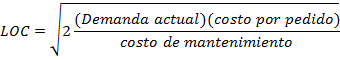 LOC = √(2 (Demanda actual)(costo por pedido) / costo de mantenimiento)